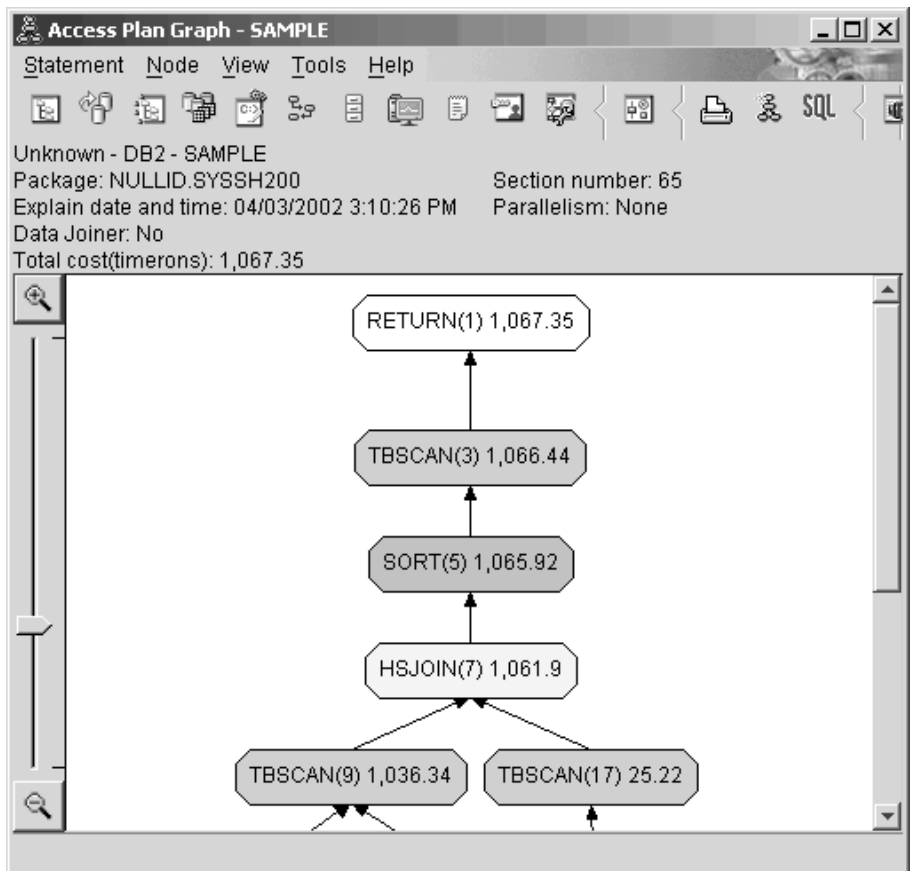 Access Plan Graph - SAMPLE
Statement Node View Tools Help
SQL
Unknown - DB2 - SAMPLE
Package: NULLID.SYSSH200 Section number: 65
Explain date and time: 04/03/2002 3:10:26 PM Parallelism: None
Data Joiner: No
Total cost(timerons): 1,067.35
RETURN(1) 1,067.35
TBSCAN(3) 1,066.44
SORT(5) 1,065.92
HSJOIN(7) 1,061.9
TBSCAN(9) 1,036.34 TBSCAN(17) 25.22